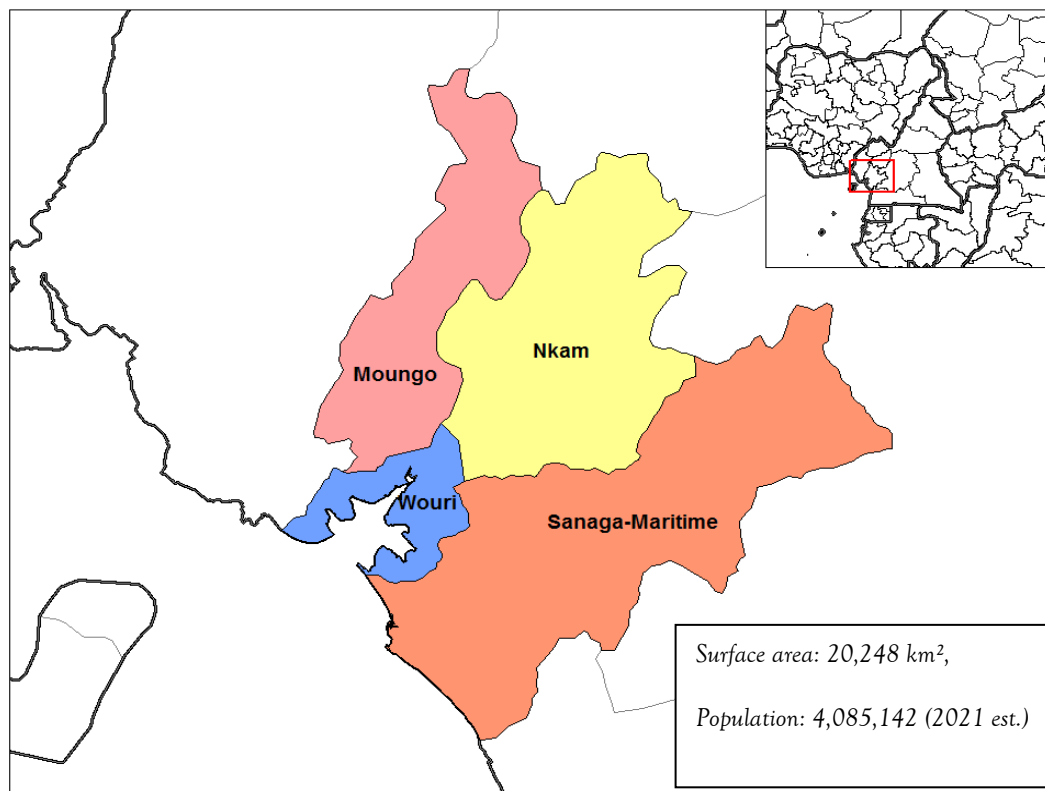 Nkam
Moungo
Wouri
Sanaga-Maritime
Surface area: 20,248 km²,
Population: 4,085,142 (2021 est.)